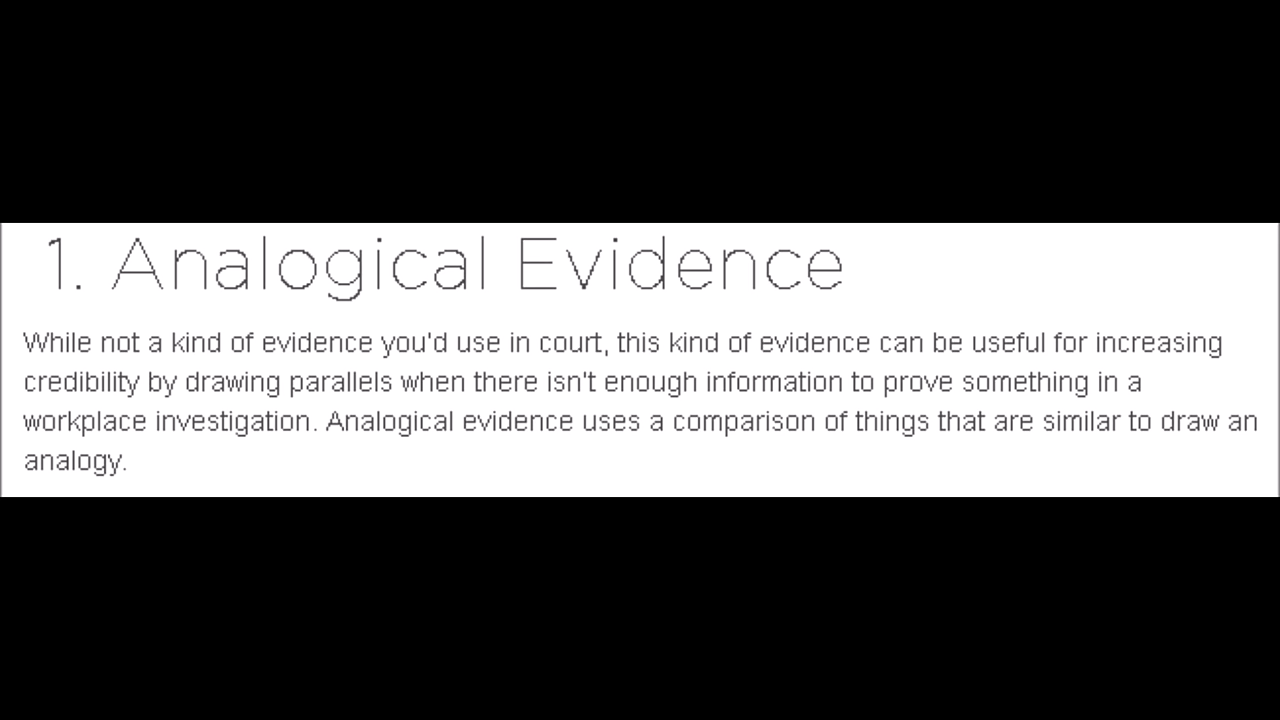 1. Analogical Evidence
While not a kind of evidence you'd use in court, this kind of evidence can be useful for increasing
credibility by drawing parallels when there isn't enough information to prove something in a
workplace investigation. Analogical evidence uses a comparison of things that are similar to draw an
analogy.